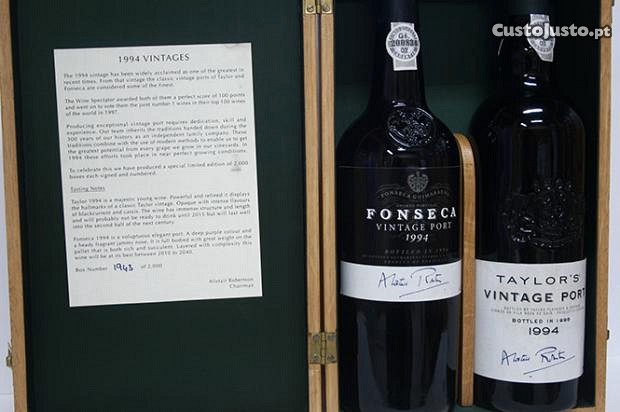 1994 VINTAGES
The 1994 vintage has been widely acclaimed as one of the greatest in
recent times. From that vintage the classic vintage ports of Taylor and
Fonseca are considered some of the finest.
The Wine Spectator awarded both of them a perfect score of 100 points
and went on to vote them the joint number 1 wines in their top 100 wines
of the world in 1997.
Producing exceptional vintage port requires dedication, skill and
experience. Our team inherits the traditions handed down during the
300 years of our history as an independent family company. These
traditions combine with the use of modern methods to enable us to get
the greatest potential from every grape we grow in our vineyards. In
1994 these efforts took place in near perfect growing conditions.
To celebrate this we have produced a special limited edition of 2,000
boxes each signed and numbered.
Tasting Notes
Taylor 1994 is a majestic young wine. Powerful and refined it displays
the hallmarks of a classic Taylor vintage. Opaque with intense flavours
of blackcurrent and cassis. The wine has immense structure and length
and will probably not be ready to drink until 2015 but will last well
into the second half of the next century.
Fonseca 1994 is a voluptuous elegant port. A deep purple colour and
a heady fragrant jammy nose. It is full bodied with great weight on the
pallet that is both rich and succulent. Layered with complexity this
wine will be at its best between 2010 to 2040.
Box Number 1943 of 2,000
Alistair Robertson
Chairman
200834
FONSECA GUIMARAENS
FONSECA
VINTAGE PORT
1994
BOTTLED IN 1996
TAYLOR'S
VINTAGE PORT
BOTTLED IN 1996
1994
CustoJusto.pt